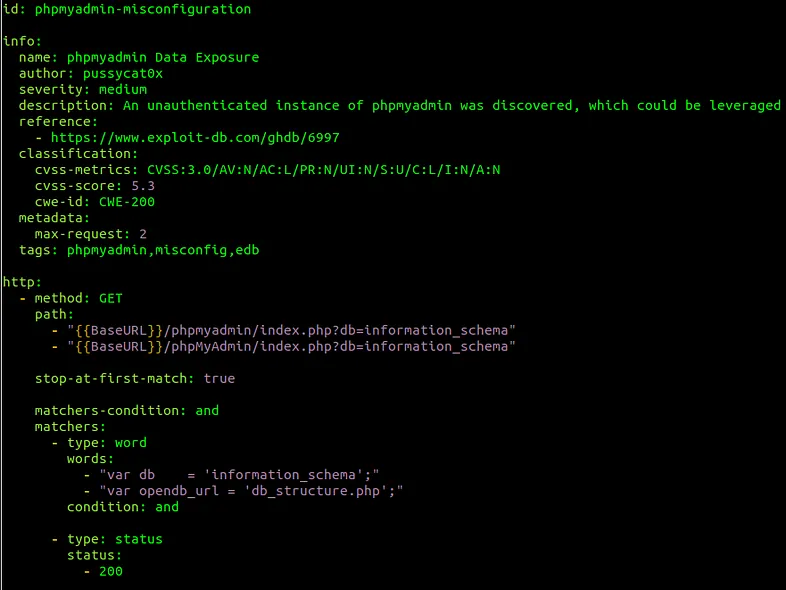 id: phpmyadmin-misconfiguration

info:
  name: phpmyadmin Data Exposure
  author: pussycat0x
  severity: medium
  description: An unauthenticated instance of phpmyadmin was discovered, which could be leveraged
  reference:
    - https://www.exploit-db.com/ghdb/6997
  classification:
    cvss-metrics: CVSS:3.0/AV:N/AC:L/PR:N/UI:N/S:U/C:L/I:N/A:N
    cvss-score: 5.3
    cwe-id: CWE-200
  metadata:
    max-request: 2
  tags: phpmyadmin,misconfig,edb

http:
  - method: GET
    path:
      - "{{BaseURL}}/phpmyadmin/index.php?db=information_schema"
      - "{{BaseURL}}/phpMyAdmin/index.php?db=information_schema"

    stop-at-first-match: true

    matchers-condition: and
    matchers:
      - type: word
        words:
          - "var db    = 'information_schema';"
          - "var opendb_url = 'db_structure.php';"
        condition: and

      - type: status
        status:
          - 200